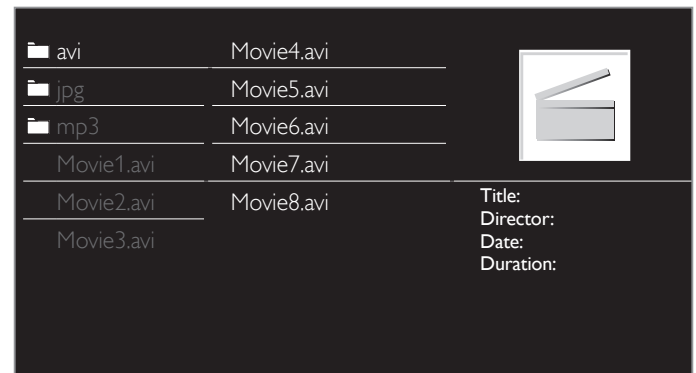 avi
jpg
mp3
Movie1.avi
Movie2.avi
Movie3.avi
Movie4.avi
Movie5.avi
Movie6.avi
Movie7.avi
Movie8.avi
Title:
Director:
Date:
Duration: